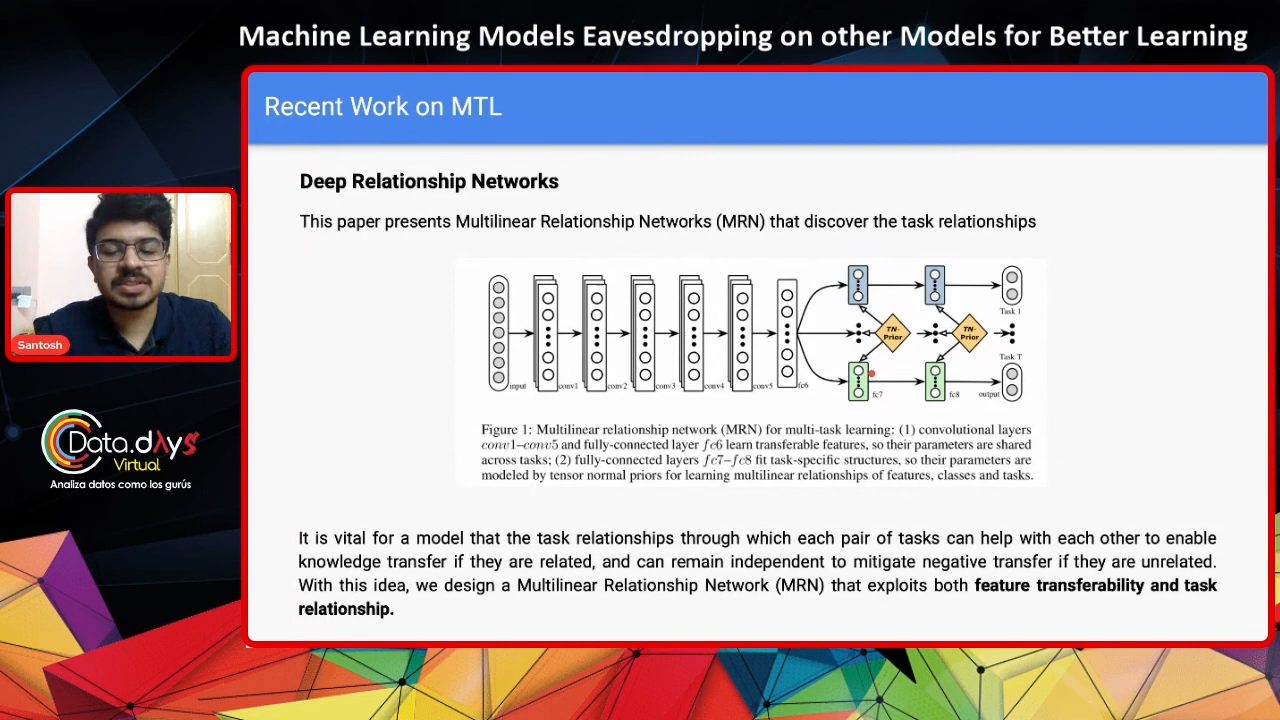 Machine Learning Models Eavesdropping on other Models for Better Learning
Recent Work on MTL
Deep Relationship Networks
This paper presents Multilinear Relationship Networks (MRN) that discover the task relationships
input
conv1
conv2
conv3
conv4
conv5
fc6
TN-
Prior
TN-
Prior
Task 1
Task T
fc7
fc8
output
Figure 1: Multilinear relationship network (MRN) for multi-task learning: (1) convolutional layers
conv1–conv5 and fully-connected layer fc6 learn transferable features, so their parameters are shared
across tasks; (2) fully-connected layers fc7–fc8 fit task-specific structures, so their parameters are
modeled by tensor normal priors for learning multilinear relationships of features, classes and tasks.
It is vital for a model that the task relationships through which each pair of tasks can help with each other to enable
knowledge transfer if they are related, and can remain independent to mitigate negative transfer if they are unrelated.
With this idea, we design a Multilinear Relationship Network (MRN) that exploits both feature transferability and task
relationship.
Santosh
Data.dAys
Virtual
Analiza datos como los gurús